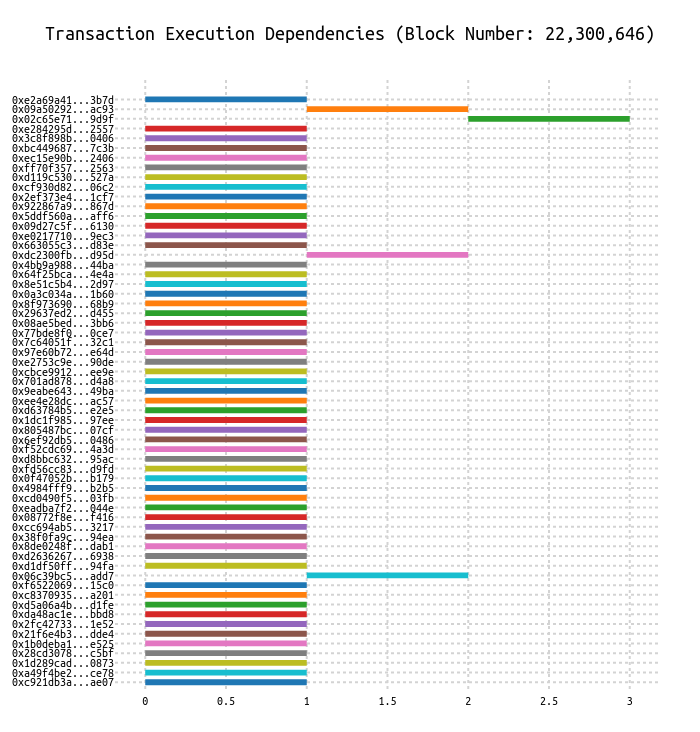 Transaction Execution Dependencies (Block Number: 22,300,646)
0xe2a69a41...3b7d
0x09a50292...ac93
0x02c65e71...9d9f
0xe284295d...2557
0x3c8f898b...0406
0xbc449687...7c3b
0xec15e90b...2406
0xff70f357...2563
0xd119c530...527a
0xcf930d82...06c2
0x2ef373e4...1cf7
0x922867a9...867d
0x5ddf560a...aff6
0x09d27c5f...6130
0xe0217710...9ec3
0x663055c3...d83e
0xdc2300fb...d95d
0x4bb9a988...44ba
0x64f25bca...4e4a
0x8e51c5b4...2d97
0x0a3c034a...1b60
0x8f973690...68b9
0x29637ed2...d455
0x08ae5bed...3bb6
0x77bde8f0...0ce7
0x7c64051f...32c1
0x97e60b72...e64d
0xe2753c9e...90de
0xcbce9912...ee9e
0x701ad878...d4a8
0x9eabe643...49ba
0xee4e28dc...ac57
0xd63784b5...e2e5
0x1dc1f985...97ee
0x805487bc...07cf
0x6ef92db5...0486
0xf52cdc69...4a3d
0xd8bbc632...95ac
0xfd56cc83...d9fd
0x0f47052b...b179
0x4984fff9...b2b5
0xcd0490f5...03fb
0xeadba7f2...044e
0x08772f8e...f416
0xcc694ab5...3217
0x38f0fa9c...94ea
0x8de0248f...dab1
0xd2636267...6938
0xd1df50ff...94fa
0x06c39bc5...add7
0xf6522069...15c0
0xc8370935...a201
0xd5a06a4b...d1fe
0xda48ac1e...bbd8
0x2fc42733...1e52
0x21f6e4b3...dde4
0x1b0deba1...e525
0x28cd3078...c5bf
0x1d289cad...0873
0xa49f4be2...ce78
0xc921db3a...ae07
0 0.5 1 1.5 2 2.5 3